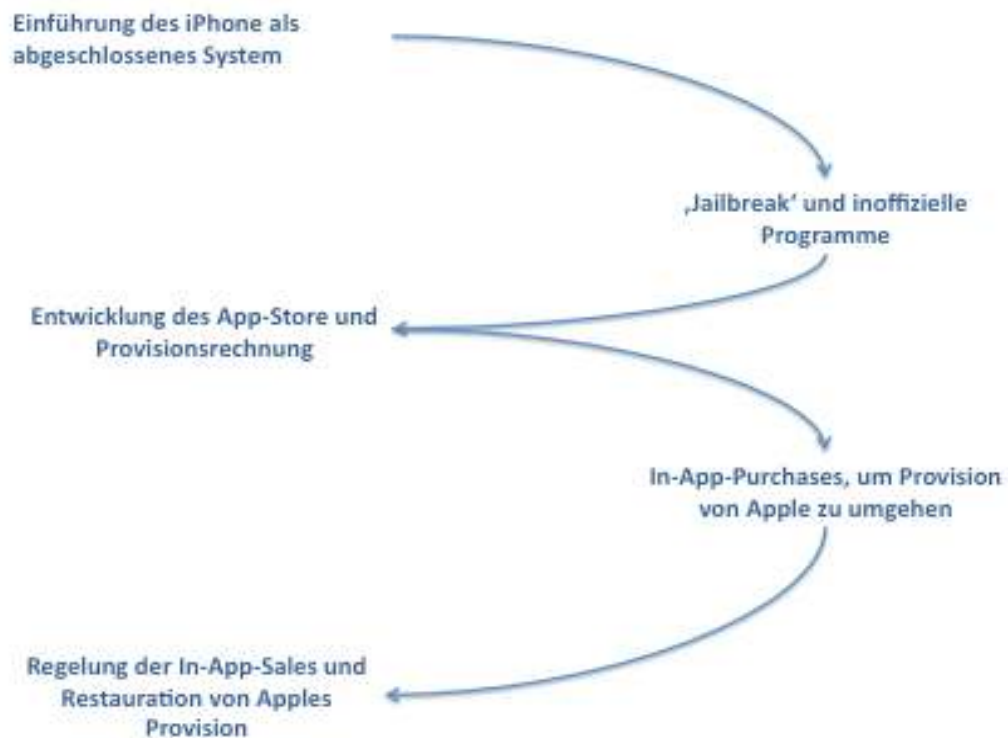 Einführung des iPhone als
abgeschlossenes System
‚Jailbreak‘ und inoffizielle
Programme
Entwicklung des App-Store und
Provisionsrechnung
In-App-Purchases, um Provision
von Apple zu umgehen
Regelung der In-App-Sales und
Restauration von Apples
Provision